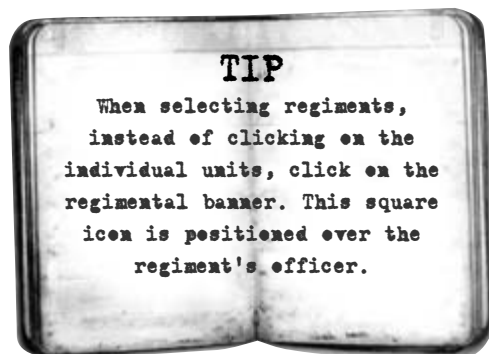 TIP
When selecting regiments,
instead of clicking on the
individual units, click on the
regimental banner. This square
icon is positioned over the
regiment's officer.